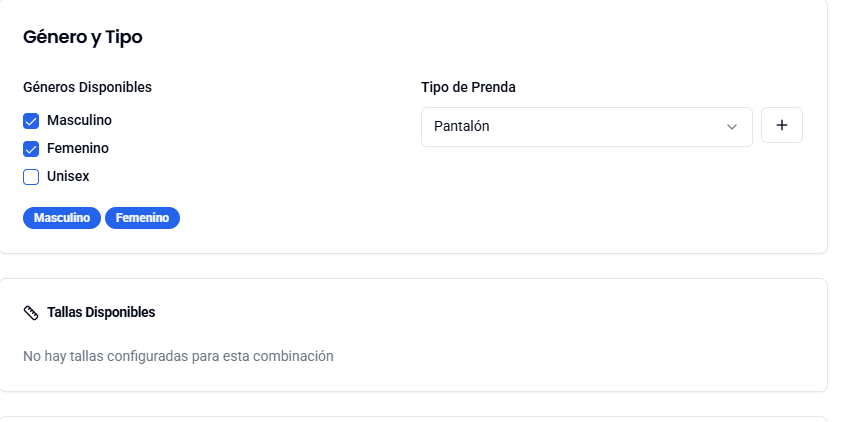 Género y Tipo
Géneros Disponibles
Masculino
Femenino
Unisex
Masculino Femenino
Tipo de Prenda
Pantalón
+
Tallas Disponibles
No hay tallas configuradas para esta combinación